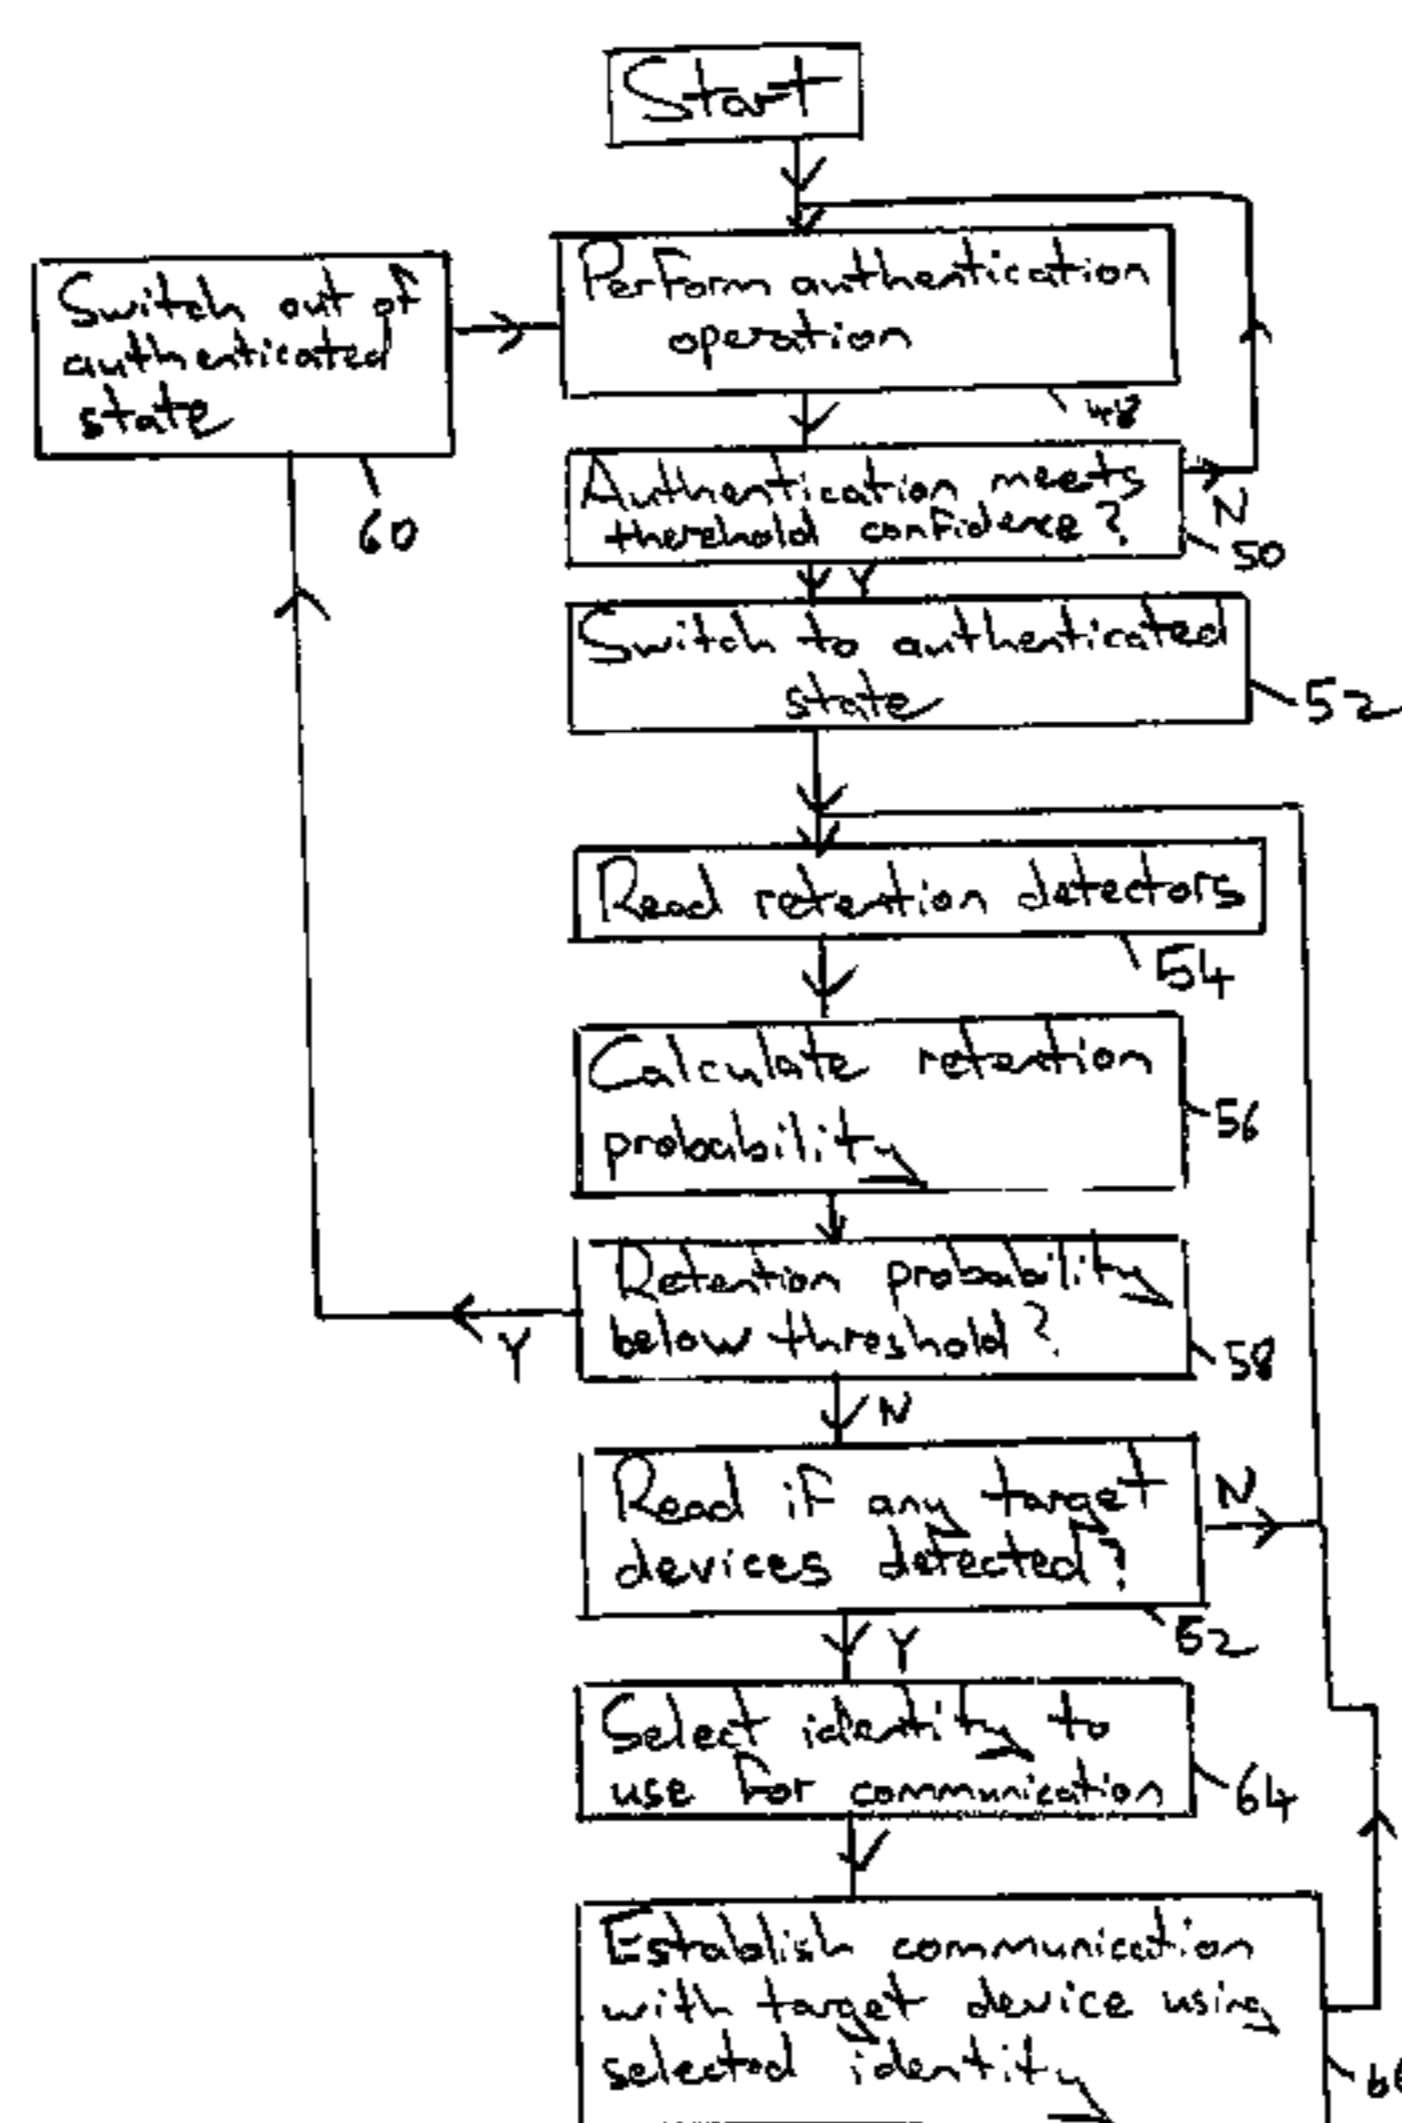 Start
Perform authentication
operation
48
Switch out of
authenticated
state
60
Authentication meets
thershold confidence?
N
50
Y
Switch to authenticated
state
52
Read retention detectors
54
Calculate retention
probability
56
Retention probability
below threshold?
Y
58
N
Read if any target
devices detected?
N
52
Y
Select identity to
use for communication
64
Establish communication
with target device using
selected identity